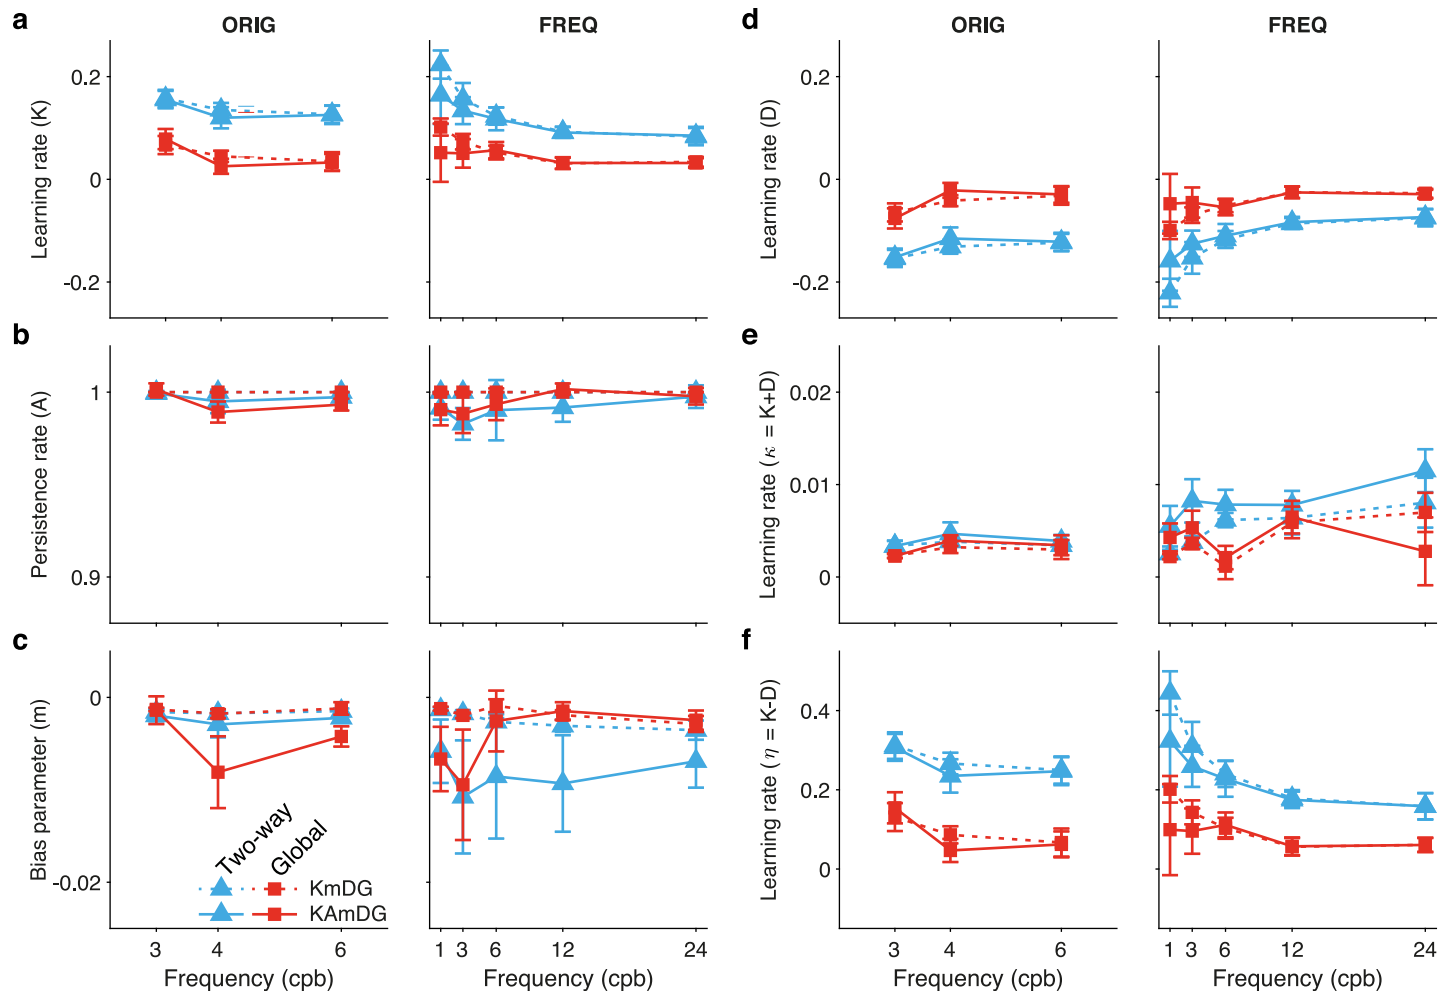 a
ORIG
FREQ
Learning rate (K)
0.2
0
-0.2
b
Persistence rate (A)
1
0.9
c
Bias parameter (m)
0
-0.02
Two-way
Global
KmDG
KAmDG
3
4
6
1
3
6
12
24
Frequency (cpb)
Frequency (cpb)
d
ORIG
FREQ
Learning rate (D)
0.2
0
-0.2
e
Learning rate (κ = K+D)
0.02
0.01
0
f
Learning rate (η = K-D)
0.4
0.2
0
3
4
6
1
3
6
12
24
Frequency (cpb)
Frequency (cpb)